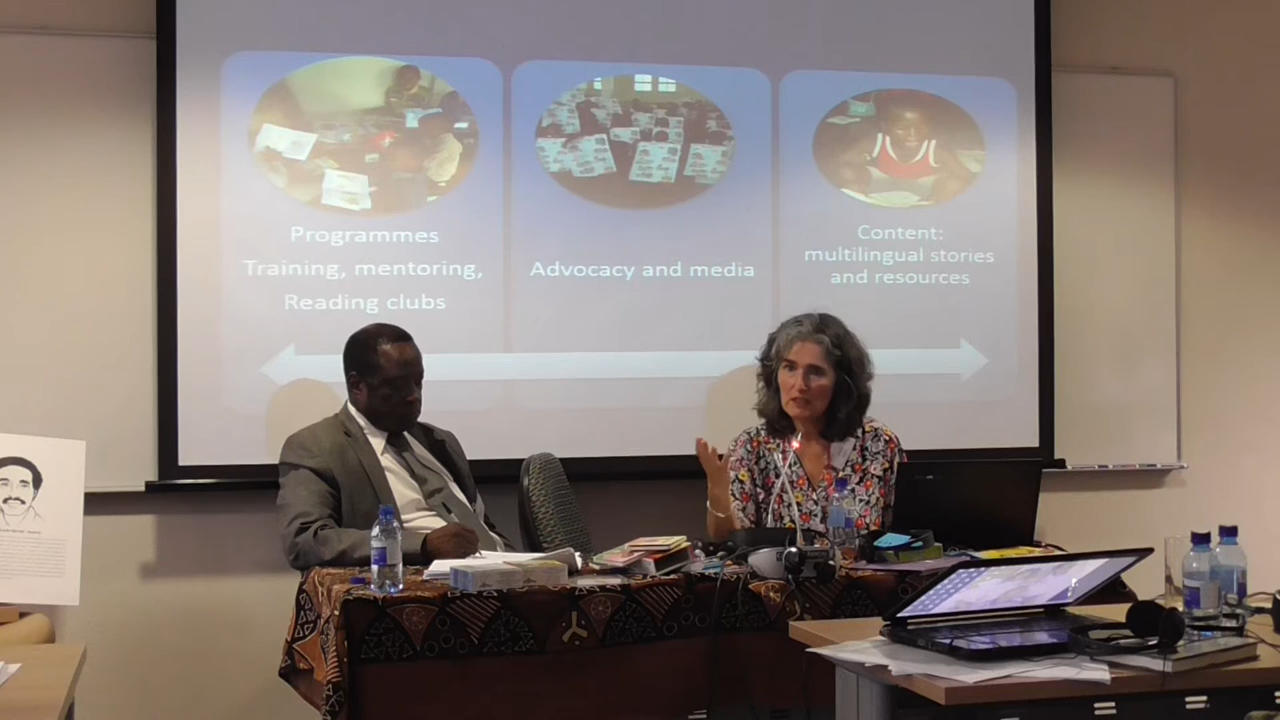 Programmes
Training, mentoring,
Reading clubs
Advocacy and media
Content:
multilingual stories
and resources